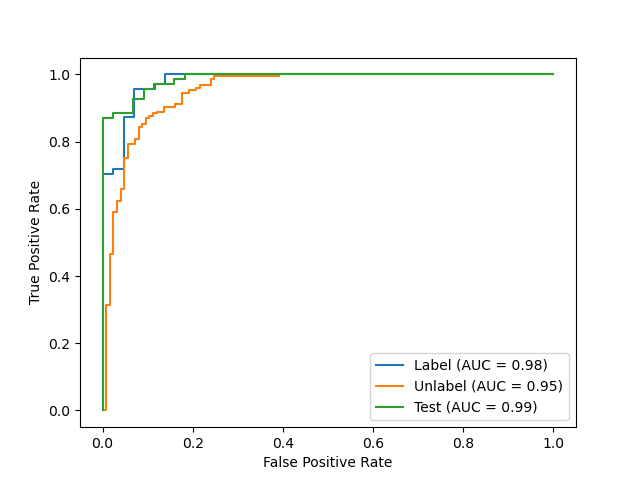 1.0
0.8
0.6
0.4
0.2
0.0
True Positive Rate
Label (AUC = 0.98)
Unlabel (AUC = 0.95)
Test (AUC = 0.99)
0.0 0.2 0.4 0.6 0.8 1.0
False Positive Rate